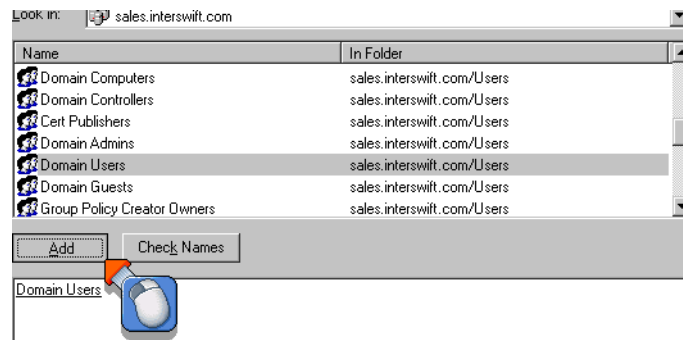 Look in: sales.interswift.com
Name In Folder
Domain Computers sales.interswift.com/Users
Domain Controllers sales.interswift.com/Users
Cert Publishers sales.interswift.com/Users
Domain Admins sales.interswift.com/Users
Domain Users sales.interswift.com/Users
Domain Guests sales.interswift.com/Users
Group Policy Creator Owners sales.interswift.com/Users
Add Check Names
Domain Users